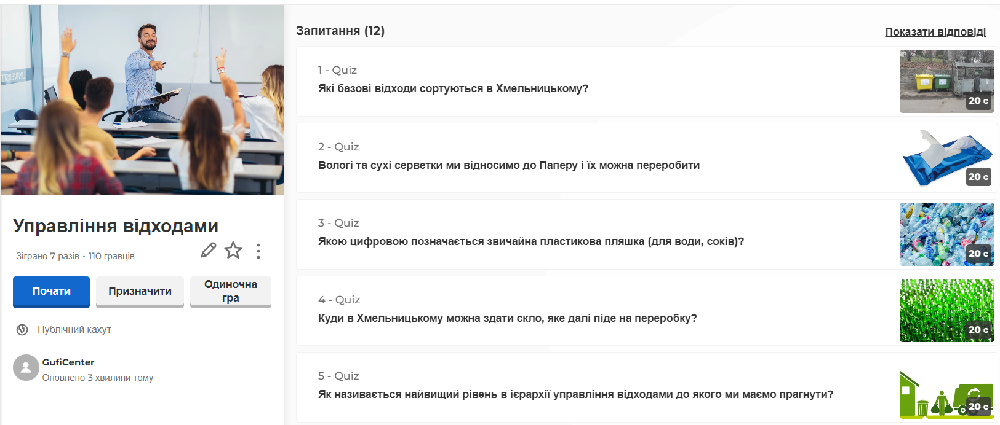 Управління відходами
Зіграно 7 разів • 110 гравців
Почати
Призначити
Одиночна
гра
Публічний кахут
GufiCenter
Оновлено 3 хвилини тому
Запитання (12)
Показати відповіді
1 - Quiz
Які базові відходи сортуються в Хмельницькому?
20 с
2 - Quiz
Вологі та сухі серветки ми відносимо до Паперу і їх можна переробити
20 с
3 - Quiz
Якою цифровою позначається звичайна пластикова пляшка (для води, соків)?
20 с
4 - Quiz
Куди в Хмельницькому можна здати скло, яке далі піде на переробку?
20 с
5 - Quiz
Як називається найвищий рівень в ієрархії управління відходами до якого ми маємо прагнути?
20 с